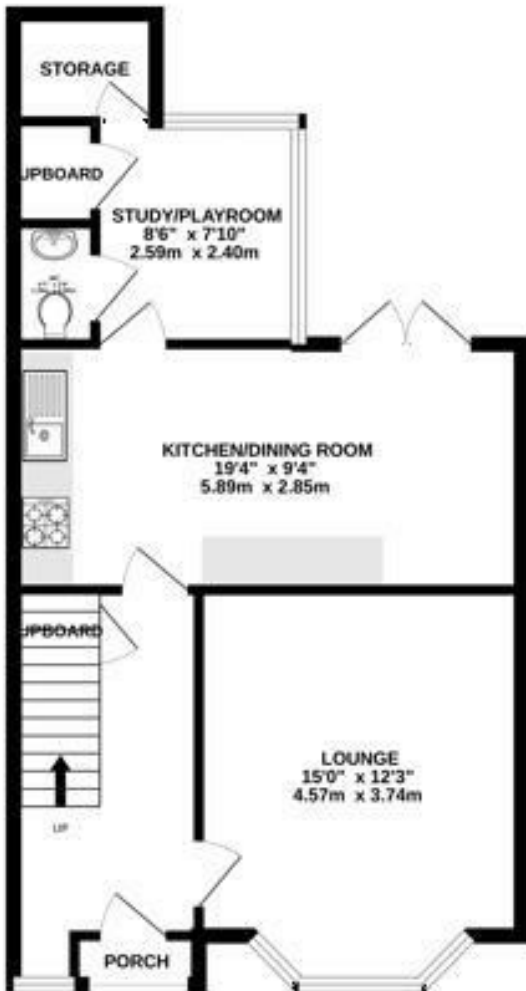 STORAGE
UPBOARD
STUDY/PLAYROOM
8'6" x 7'10"
2.59m x 2.40m
WC
KITCHEN/DINING ROOM
19'4" x 9'4"
5.89m x 2.85m
UPBOARD
LOUNGE
15'0" x 12'3"
4.57m x 3.74m
UP
PORCH